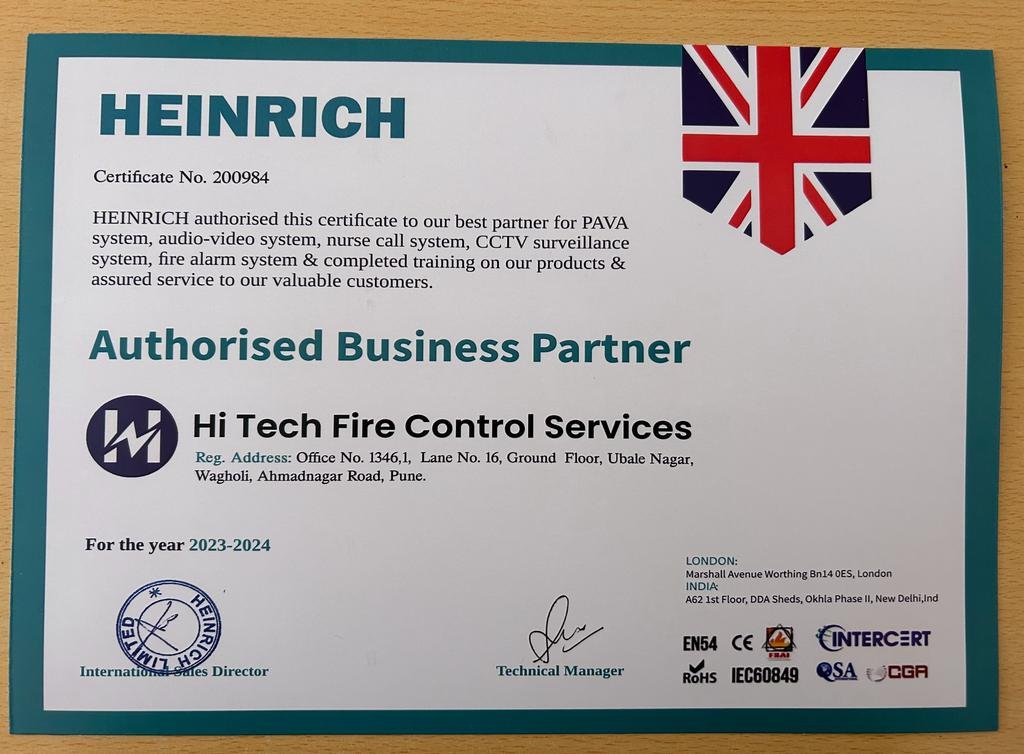 HEINRICH
Certificate No. 200984
HEINRICH authorised this certificate to our best partner for PAVA
system, audio-video system, nurse call system, CCTV surveillance
system, fire alarm system & completed training on our products &
assured service to our valuable customers.
Authorised Business Partner
Hi Tech Fire Control Services
Reg. Address: Office No. 1346,1, Lane No. 16, Ground Floor, Ubale Nagar,
Wagholi, Ahmadnagar Road, Pune.
For the year 2023-2024
HEINRICH LIMITED
International Sales Director
Technical Manager
LONDON:
Marshall Avenue Worthing Bn14 0ES, London
INDIA:
A62 1st Floor, DDA Sheds, Okhla Phase II, New Delhi,Ind
EN54 CE FSAI INTERCERT
RoHS IEC60849 QSA CGA